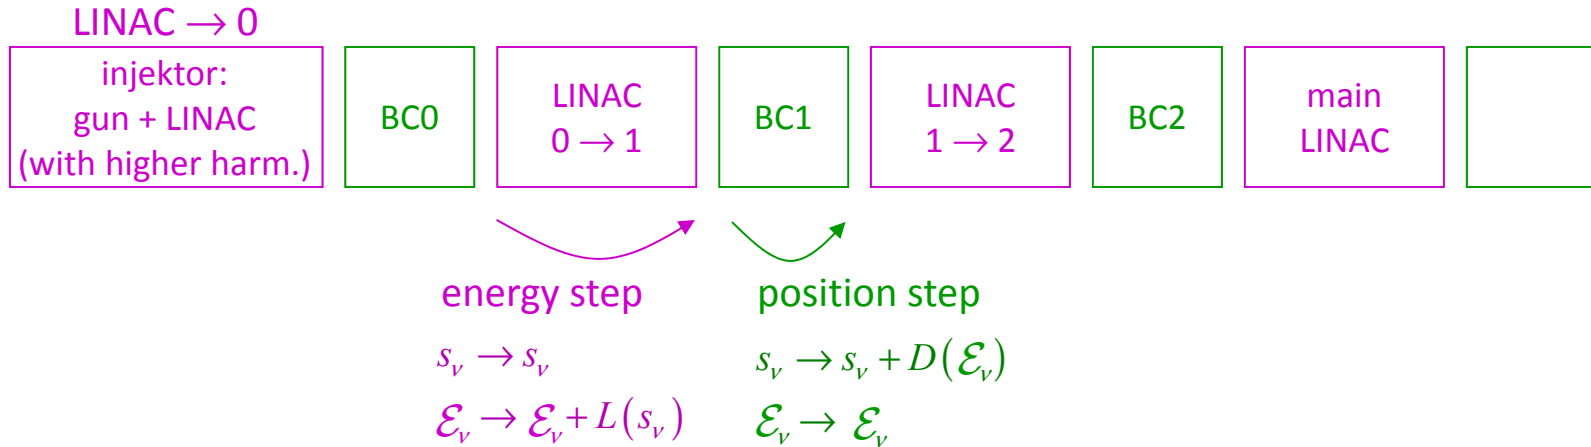 LINAC → 0
injektor:
gun + LINAC
(with higher harm.)
BC0
LINAC
0 → 1
BC1
LINAC
1 → 2
BC2
main
LINAC
energy step
s_ν → s_ν
ℰ_ν → ℰ_ν + L(s_ν)
position step
s_ν → s_ν + D(ℰ_ν)
ℰ_ν → ℰ_ν